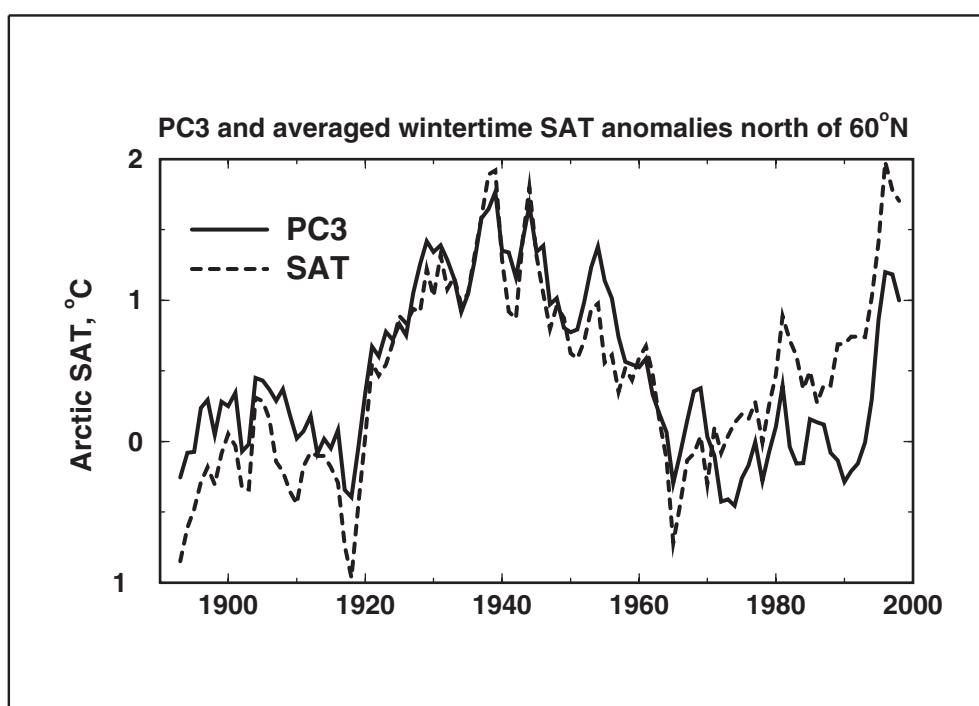 PC3 and averaged wintertime SAT anomalies north of 60°N
2
PC3
SAT
1
Arctic SAT, °C
0
1
1900 1920 1940 1960 1980 2000